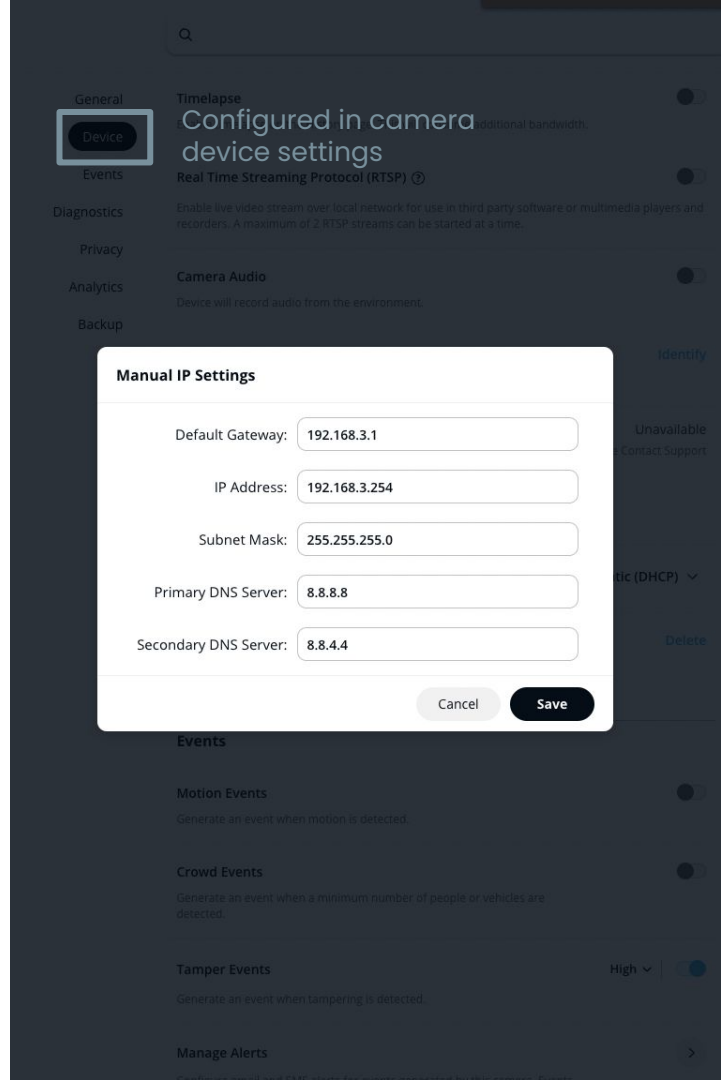 General
Timelapse
Configured in camera
additional bandwidth.
Device
device settings
Events
Real Time Streaming Protocol (RTSP)
Diagnostics
Enable live video stream over local network for use in third party software or multimedia players and
recorders. A maximum of 2 RTSP streams can be started at a time.
Privacy
Camera Audio
Analytics
Device will record audio from the environment.
Backup
Identify
Manual IP Settings
Default Gateway: 192.168.3.1
Unavailable
Contact Support
IP Address: 192.168.3.254
Subnet Mask: 255.255.255.0
tic (DHCP)
Primary DNS Server: 8.8.8.8
Secondary DNS Server: 8.8.4.4
Delete
Cancel Save
Events
Motion Events
Generate an event when motion is detected.
Crowd Events
Generate an event when a minimum number of people or vehicles are
detected.
Tamper Events High
Generate an event when tampering is detected.
Manage Alerts